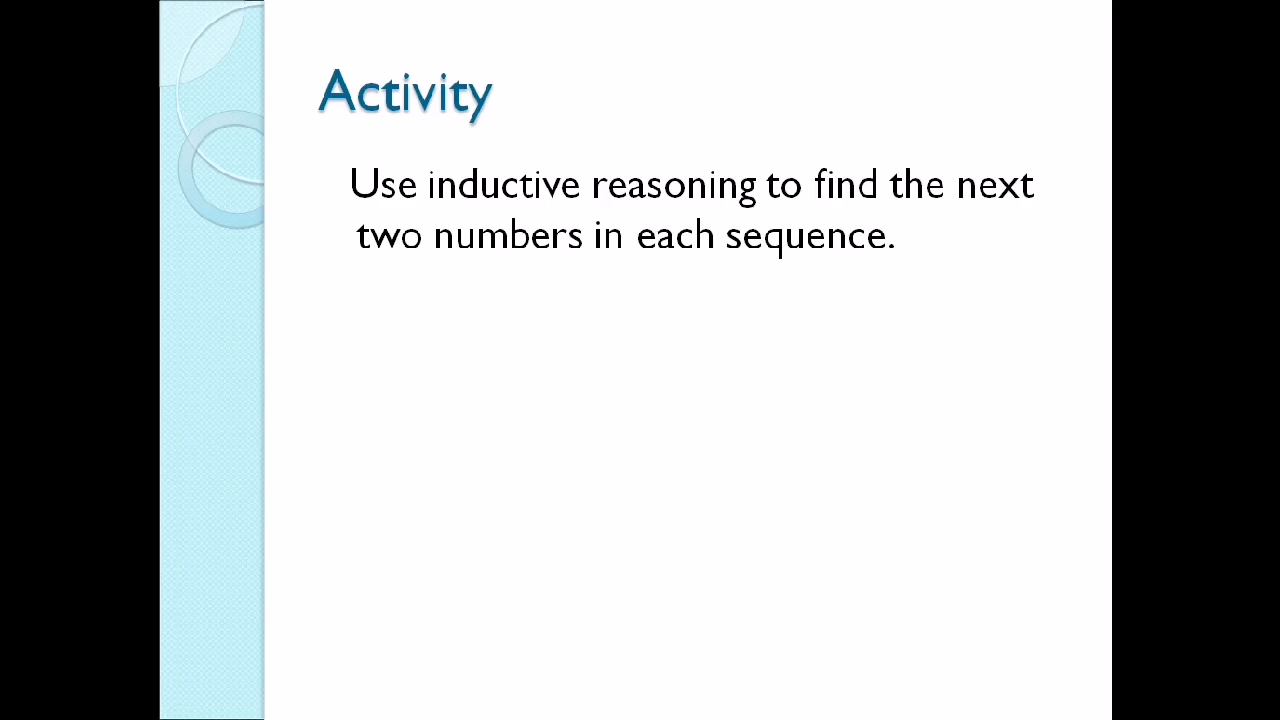 Activity
Use inductive reasoning to find the next
two numbers in each sequence.